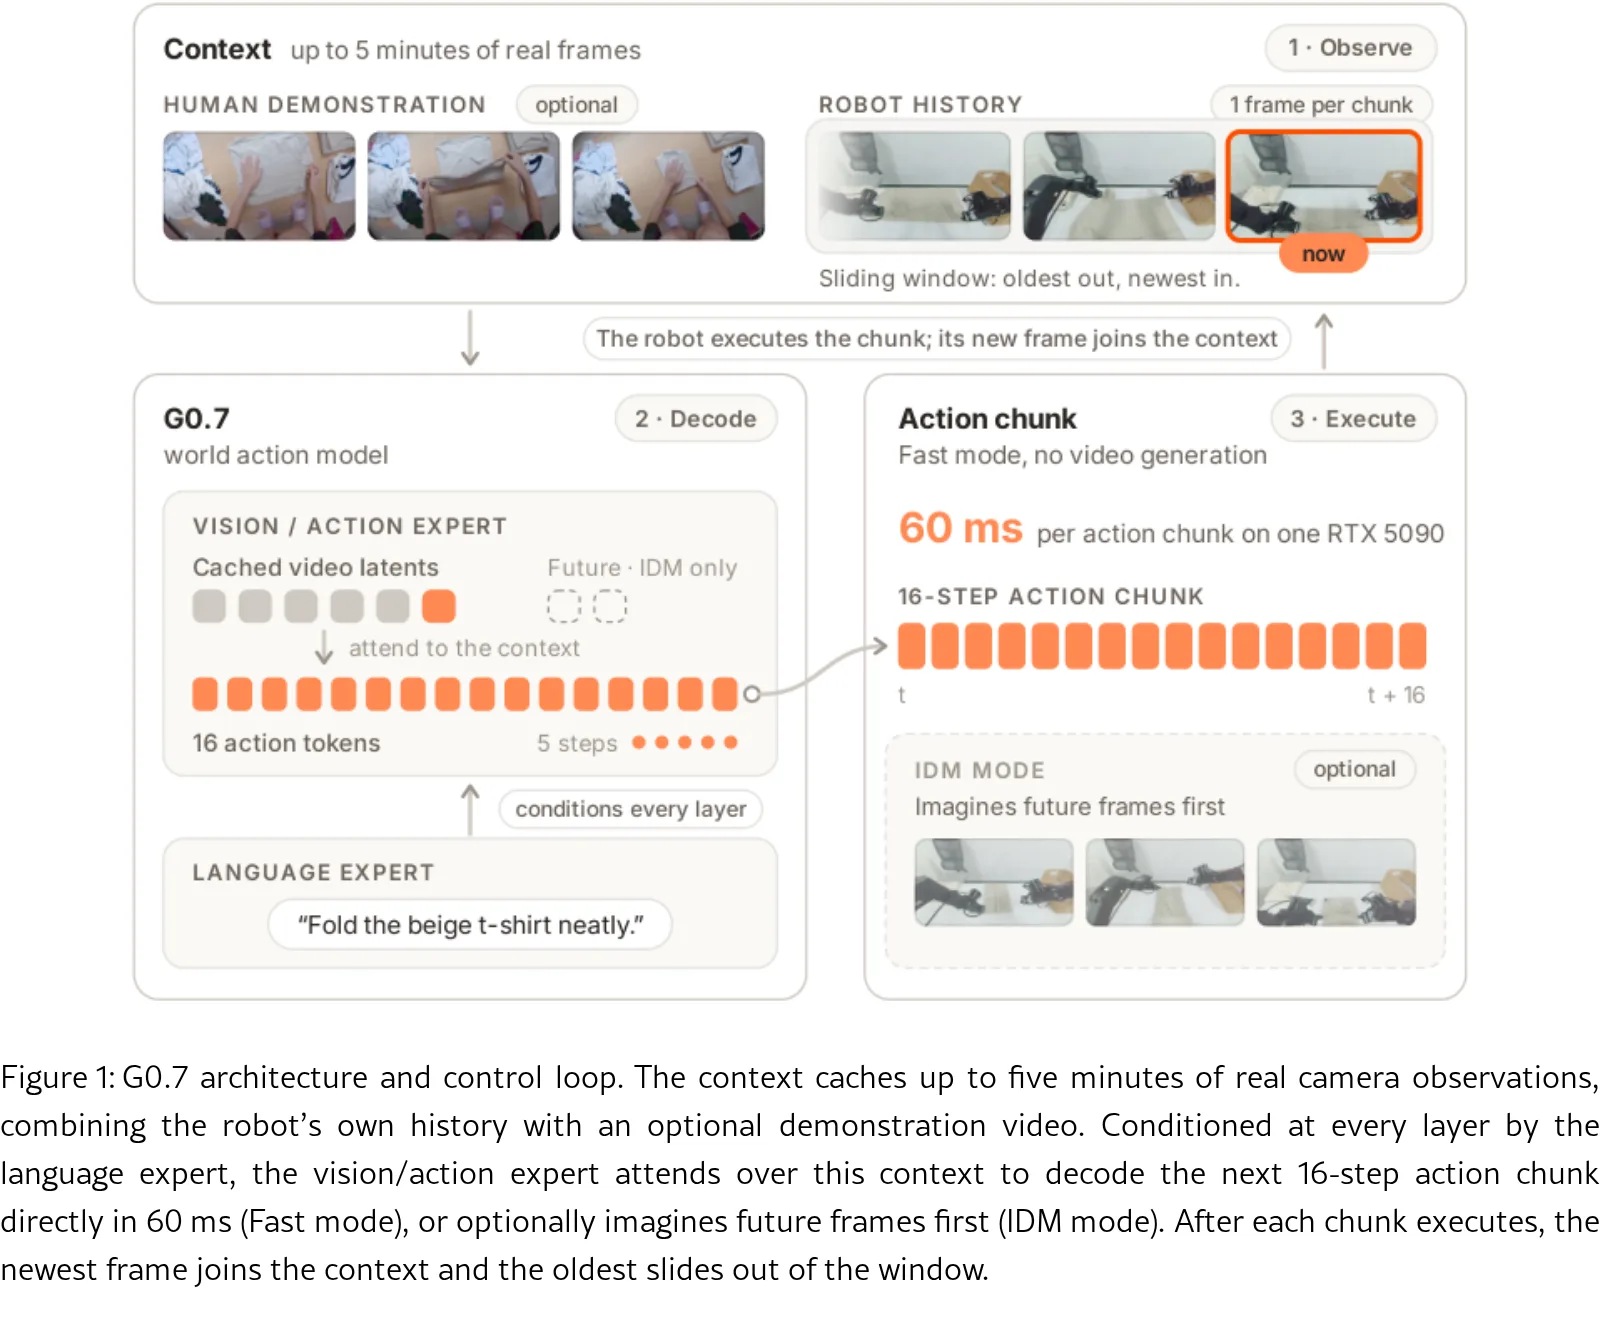 Context up to 5 minutes of real frames
1 · Observe
HUMAN DEMONSTRATION optional
ROBOT HISTORY 1 frame per chunk
now
Sliding window: oldest out, newest in.
The robot executes the chunk; its new frame joins the context
G0.7
2 · Decode
world action model
VISION / ACTION EXPERT
Cached video latents
Future · IDM only
attend to the context
16 action tokens
5 steps
conditions every layer
LANGUAGE EXPERT
“Fold the beige t-shirt neatly.”
Action chunk
3 · Execute
Fast mode, no video generation
60 ms per action chunk on one RTX 5090
16-STEP ACTION CHUNK
t
t + 16
IDM MODE
optional
Imagines future frames first
Figure 1: G0.7 architecture and control loop. The context caches up to five minutes of real camera observations,
combining the robot’s own history with an optional demonstration video. Conditioned at every layer by the
language expert, the vision/action expert attends over this context to decode the next 16-step action chunk
directly in 60 ms (Fast mode), or optionally imagines future frames first (IDM mode). After each chunk executes, the
newest frame joins the context and the oldest slides out of the window.